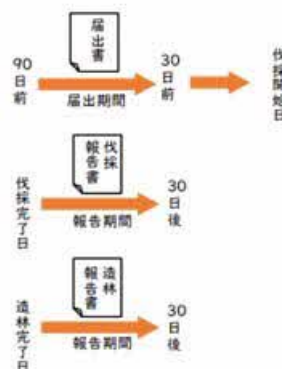 届出書
90日前
届出期間
30日前
伐採開始日
伐採
報告書
伐採完了日
報告期間
30日後
造林
報告書
造林完了日
報告期間
30日後